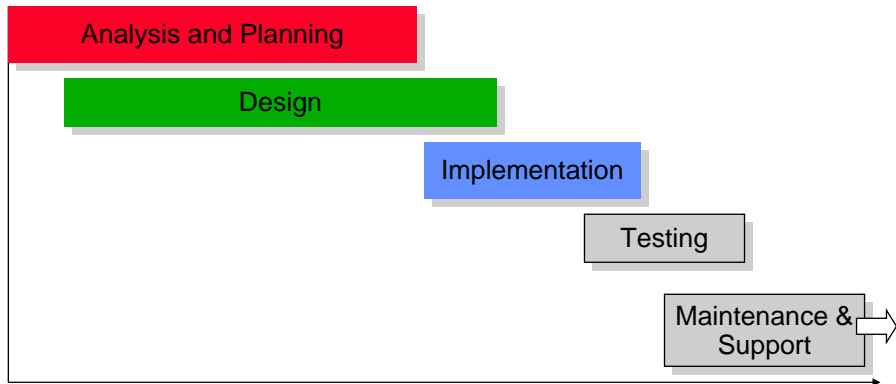 Analysis and Planning
Design
Implementation
Testing
Maintenance &
Support